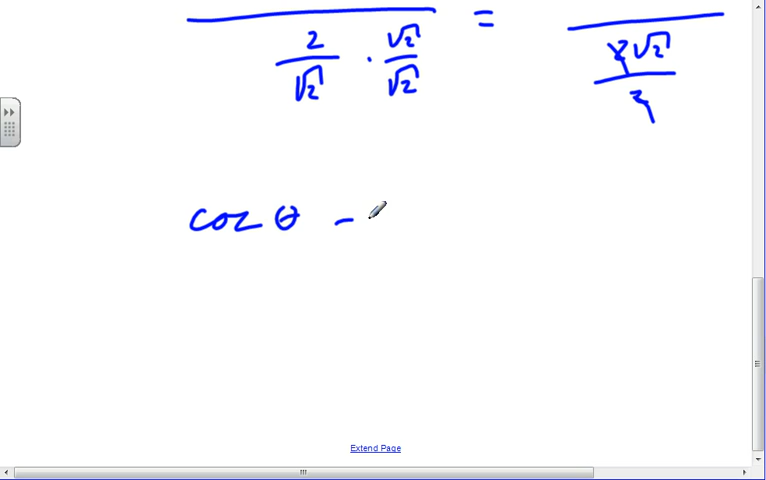 2/√2 · √2/√2 = 2√2/2
cos θ -
Extend Page